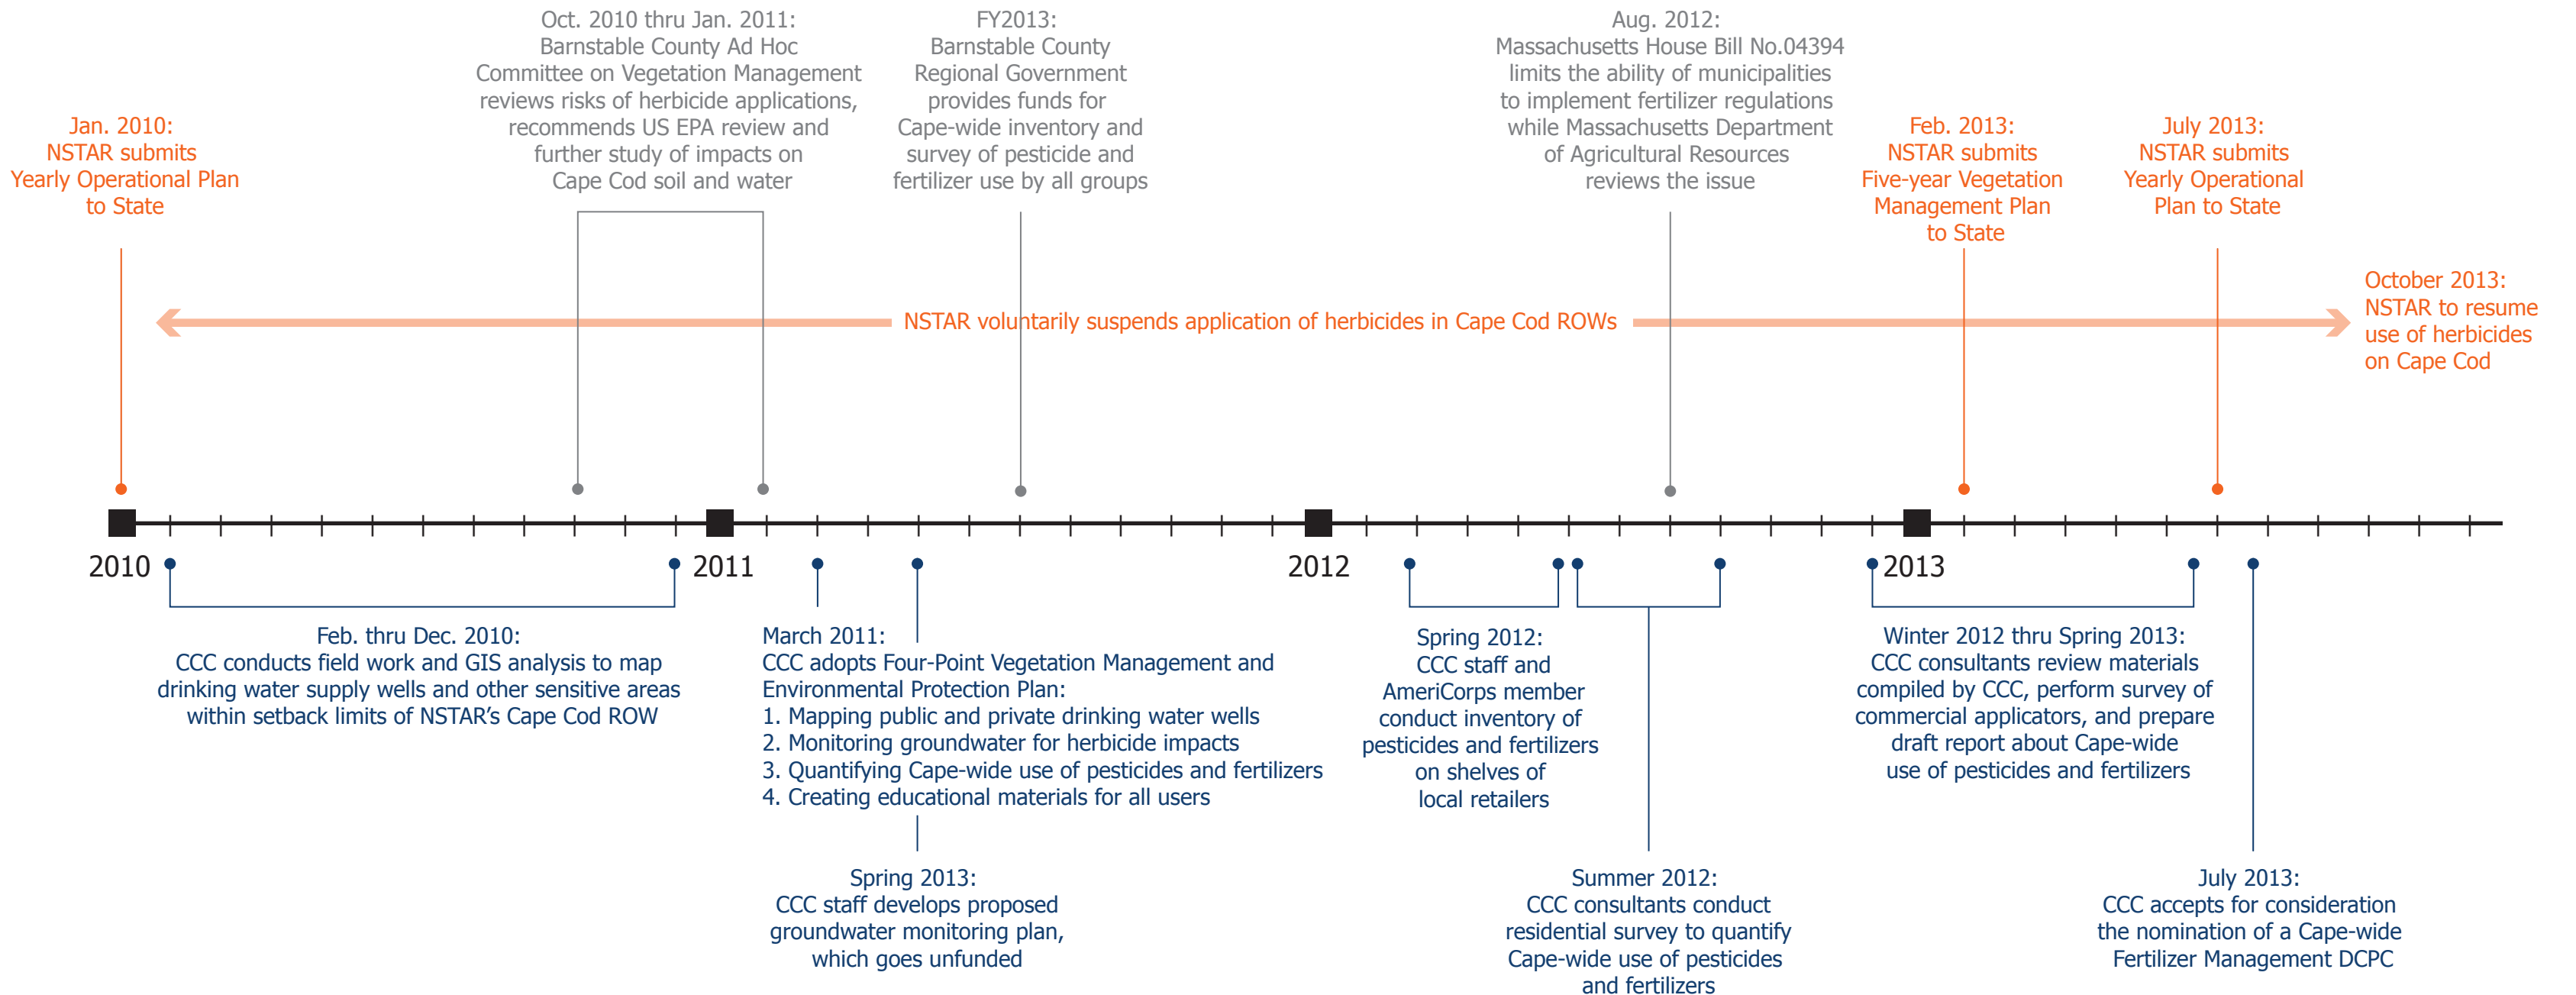 Jan. 2010:
NSTAR submits
Yearly Operational Plan
to State
Oct. 2010 thru Jan. 2011:
Barnstable County Ad Hoc
Committee on Vegetation Management
reviews risks of herbicide applications,
recommends US EPA review and
further study of impacts on
Cape Cod soil and water
FY2013:
Barnstable County
Regional Government
provides funds for
Cape-wide inventory and
survey of pesticide and
fertilizer use by all groups
Aug. 2012:
Massachusetts House Bill No.04394
limits the ability of municipalities
to implement fertilizer regulations
while Massachusetts Department
of Agricultural Resources
reviews the issue
Feb. 2013:
NSTAR submits
Five-year Vegetation
Management Plan
to State
July 2013:
NSTAR submits
Yearly Operational
Plan to State
October 2013:
NSTAR to resume
use of herbicides
on Cape Cod
NSTAR voluntarily suspends application of herbicides in Cape Cod ROWs
2010
2011
2012
2013
Feb. thru Dec. 2010:
CCC conducts field work and GIS analysis to map
drinking water supply wells and other sensitive areas
within setback limits of NSTAR’s Cape Cod ROW
March 2011:
CCC adopts Four-Point Vegetation Management and
Environmental Protection Plan:
1. Mapping public and private drinking water wells
2. Monitoring groundwater for herbicide impacts
3. Quantifying Cape-wide use of pesticides and fertilizers
4. Creating educational materials for all users
Spring 2013:
CCC staff develops proposed
groundwater monitoring plan,
which goes unfunded
Spring 2012:
CCC staff and
AmeriCorps member
conduct inventory of
pesticides and fertilizers
on shelves of
local retailers
Summer 2012:
CCC consultants conduct
residential survey to quantify
Cape-wide use of pesticides
and fertilizers
Winter 2012 thru Spring 2013:
CCC consultants review materials
compiled by CCC, perform survey of
commercial applicators, and prepare
draft report about Cape-wide
use of pesticides and fertilizers
July 2013:
CCC accepts for consideration
the nomination of a Cape-wide
Fertilizer Management DCPC